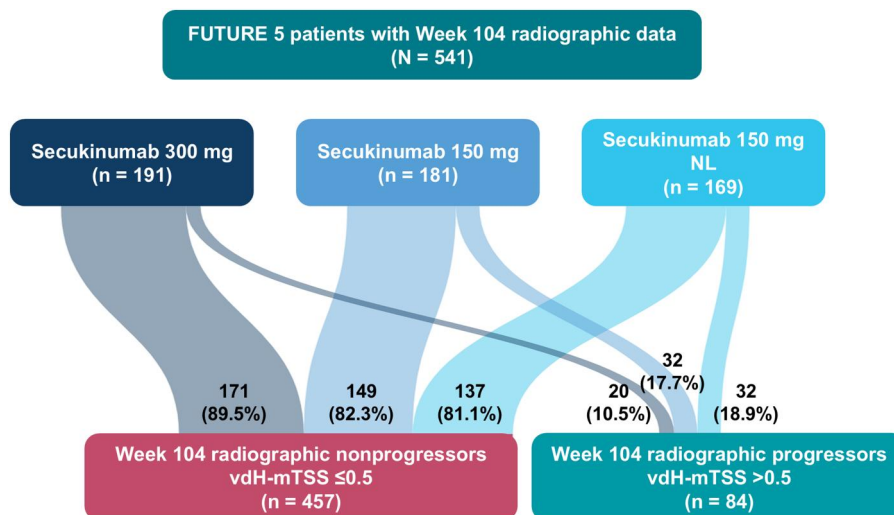 FUTURE 5 patients with Week 104 radiographic data
(N = 541)
Secukinumab 300 mg
(n = 191)
Secukinumab 150 mg
(n = 181)
Secukinumab 150 mg
NL
(n = 169)
171
(89.5%)
149
(82.3%)
137
(81.1%)
20
(10.5%)
32
(17.7%)
32
(18.9%)
Week 104 radiographic nonprogressors
vdH-mTSS ≤0.5
(n = 457)
Week 104 radiographic progressors
vdH-mTSS >0.5
(n = 84)